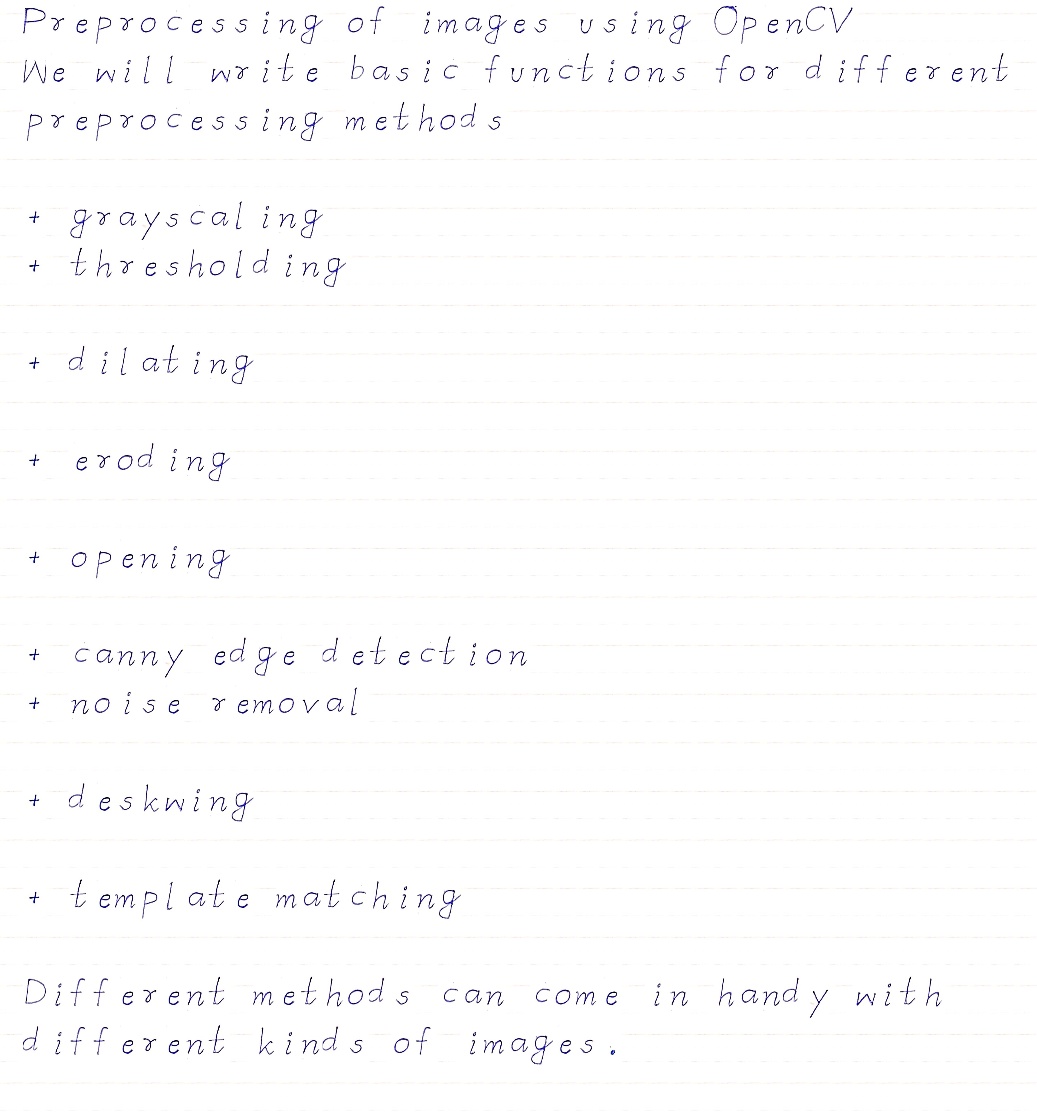 Preprocessing of images using OpenCV
We will write basic functions for different
preprocessing methods
+ grayscaling
+ thresholding
+ dilating
+ eroding
+ opening
+ canny edge detection
+ noise removal
+ deskwing
+ template matching
Different methods can come in handy with
different kinds of images.